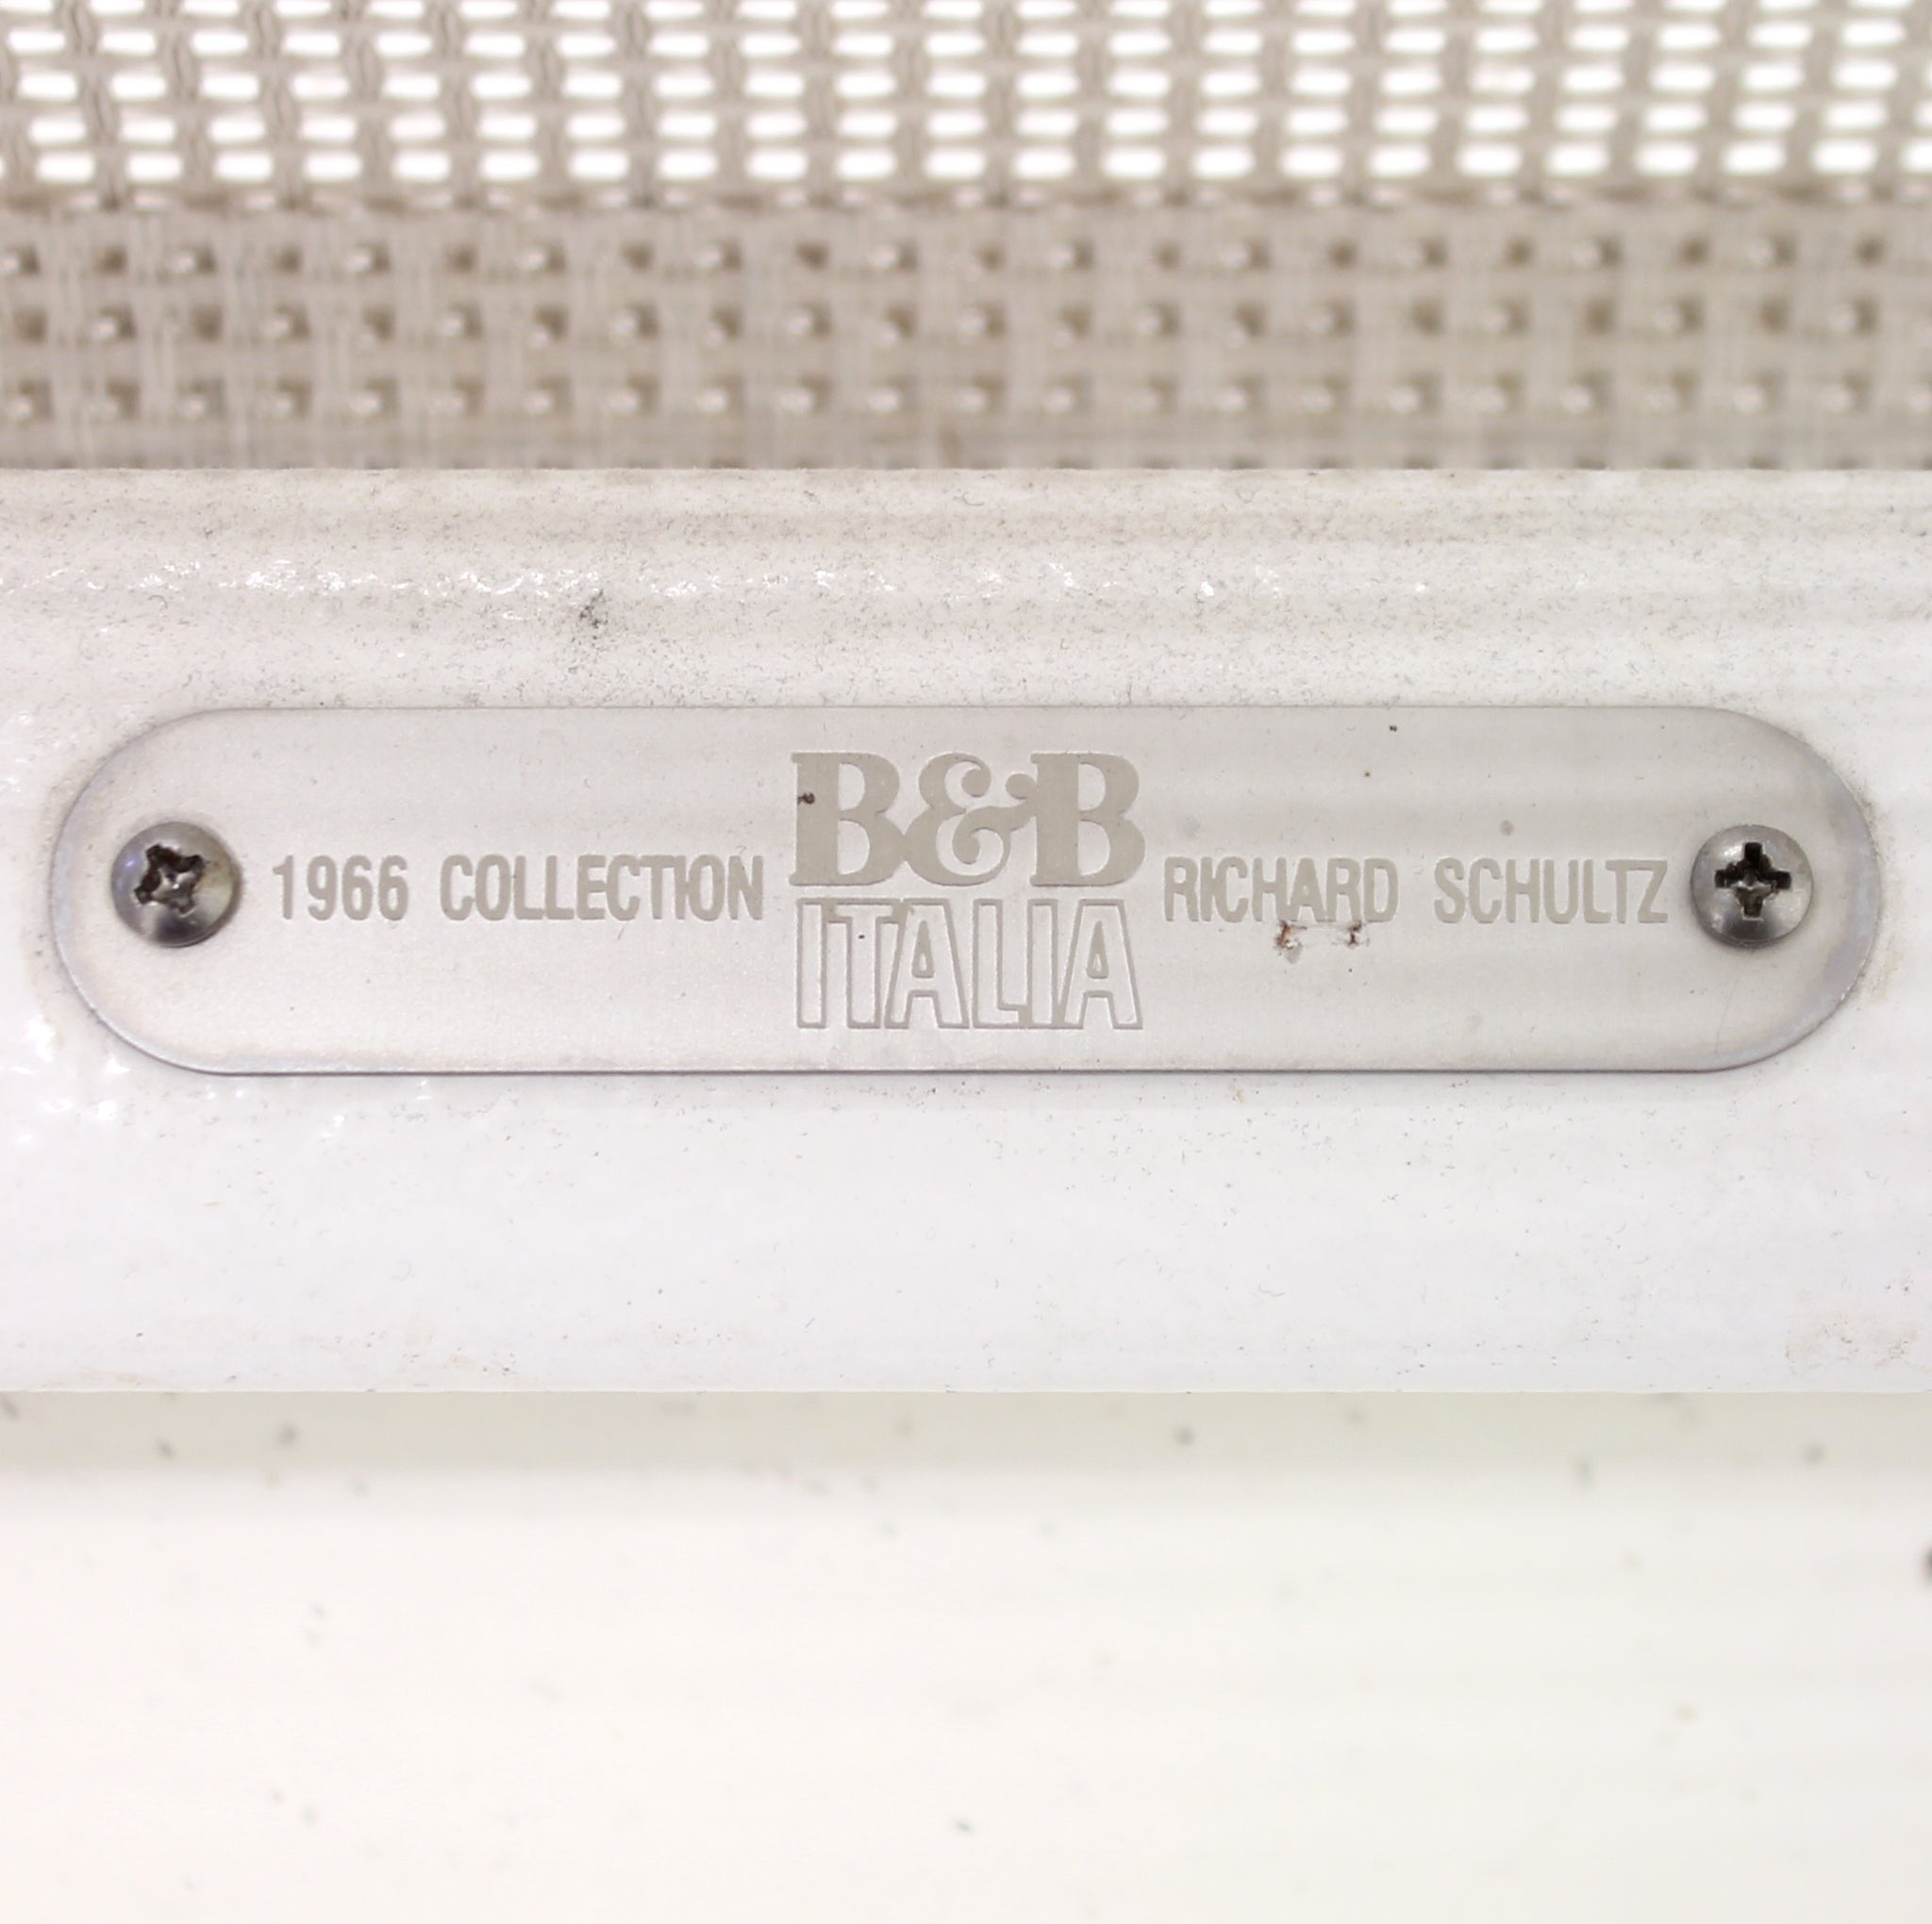 1966 COLLECTION
B&B
ITALIA
RICHARD SCHULTZ